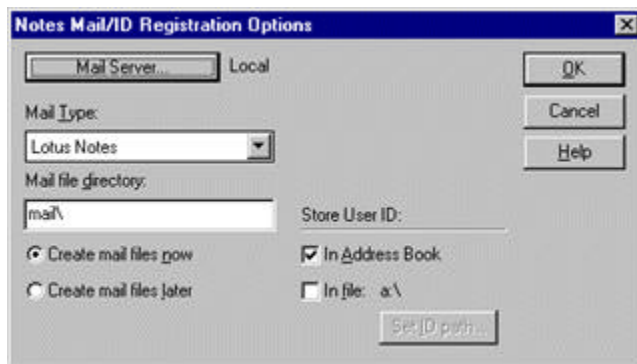 Notes Mail/ID Registration Options
Mail Server... Local
OK
Mail Type:
Cancel
Lotus Notes
Help
Mail file directory:
mail\
Store User ID:
Create mail files now
In Address Book
Create mail files later
In file: a:\
Set ID path...